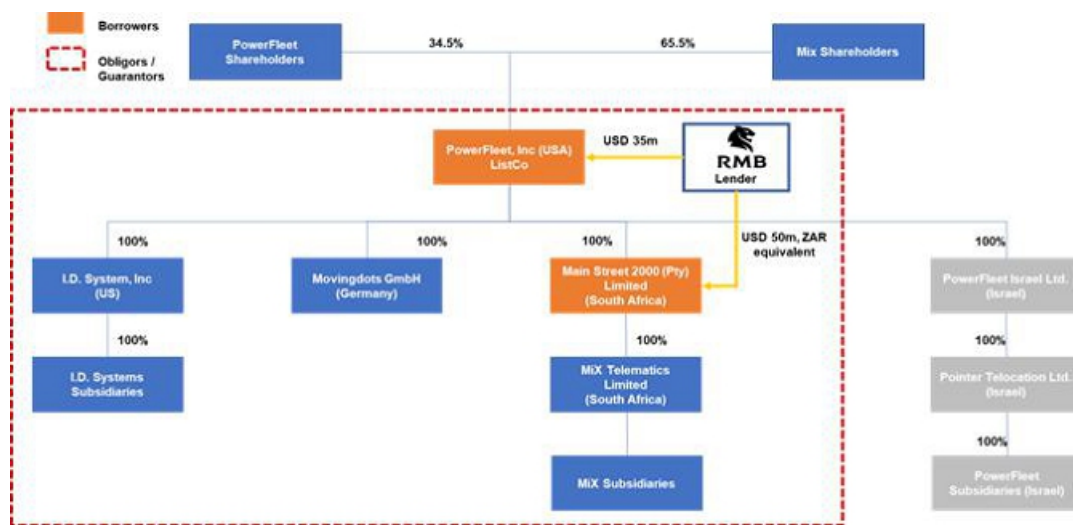 Borrowers
Obligors /
Guarantors
PowerFleet
Shareholders
34.5%
65.5%
Mix Shareholders
PowerFleet, Inc (USA)
ListCo
USD 35m
RMB
Lender
100%
100%
100%
USD 50m, ZAR
equivalent
100%
I.D. System, Inc
(US)
Movingdots GmbH
(Germany)
Main Street 2000 (Pty)
Limited
(South Africa)
PowerFleet Israel Ltd.
(Israel)
100%
100%
100%
I.D. Systems
Subsidiaries
MiX Telematics
Limited
(South Africa)
Pointer Telocation Ltd.
(Israel)
100%
MiX Subsidiaries
PowerFleet
Subsidiaries (Israel)